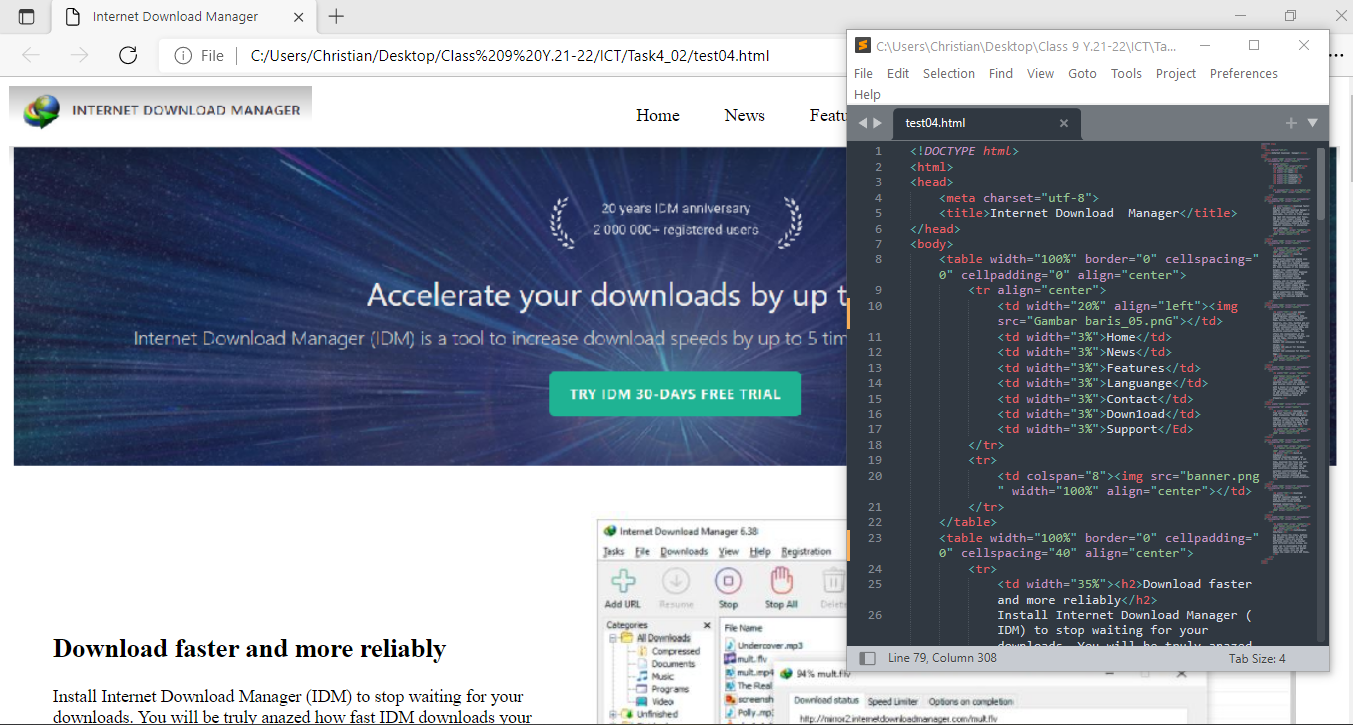 Internet Download Manager
File
C:/Users/Christian/Desktop/Class%209%20Y.21-22/ICT/Task4_02/test04.html
INTERNET DOWNLOAD MANAGER
Home News Featu
20 years IDM anniversary
2 000 000+ registered users
Accelerate your downloads by up t
Internet Download Manager (IDM) is a tool to increase download speeds by up to 5 tim
TRY IDM 30-DAYS FREE TRIAL
Download faster and more reliably
Install Internet Download Manager (IDM) to stop waiting for your
downloads. You will be truly anazed how fast IDM downloads your
Internet Download Manager 6.38
Tasks File Downloads View Help Registration
Add URL Resume Stop Stop All Delete
Categories
All Downloads
Compressed
Documents
Music
Programs
Video
Unfinished
File Name
Undercover.mp3
mult.flv
mult.mp4
The Real
screensh
Polly.mp
94% mult.flv
Download status Speed Limiter Options on completion
http://mirror2.internetdownloadmanager.com/mult.flv
C:\Users\Christian\Desktop\Class 9 Y.21-22\ICT\Ta...
File Edit Selection Find View Goto Tools Project Preferences
Help
test04.html
1 <!DOCTYPE html>
2 <html>
3 <head>
4 <meta charset="utf-8">
5 <title>Internet Download  Manager</title>
6 </head>
7 <body>
8 <table width="100%" border="0" cellspacing="
0" cellpadding="0" align="center">
9 <tr align="center">
10 <td width="20%" align="left"><img
src="Gambar baris_05.pnG"></td>
11 <td width="3%">Home</td>
12 <td width="3%">News</td>
13 <td width="3%">Features</td>
14 <td width="3%">Languange</td>
15 <td width="3%">Contact</td>
16 <td width="3%">Down1oad</td>
17 <td width="3%">Support</Ed>
18 </tr>
19 <tr>
20 <td colspan="8"><img src="banner.png
" width="100%" align="center"></td>
21 </tr>
22 </table>
23 <table width="100%" border="0" cellpadding="
0" cellspacing="40" align="center">
24 <tr>
25 <td width="35%"><h2>Download faster
and more reliably</h2>
26 Install Internet Download Manager (
IDM) to stop waiting for your
downloads. You will be truly anazed
Line 79, Column 308
Tab Size: 4